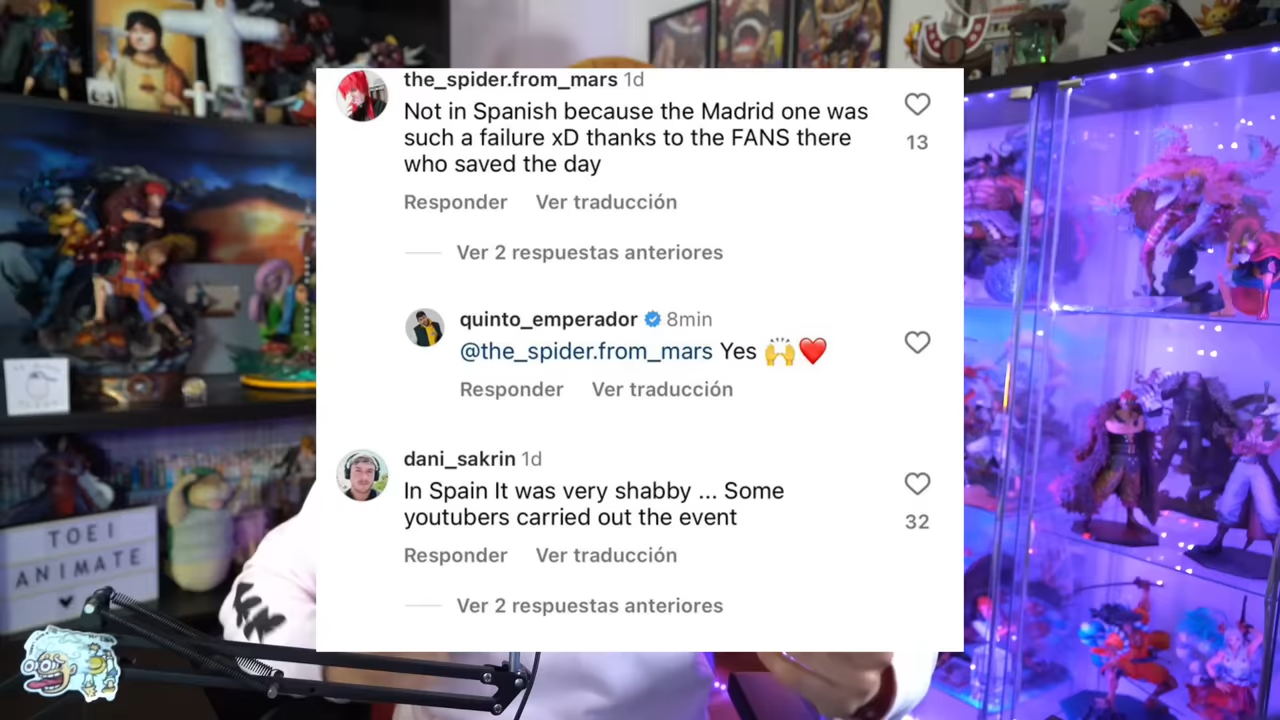 the_spider.from_mars 1d
Not in Spanish because the Madrid one was
such a failure xD thanks to the FANS there
who saved the day
13
Responder Ver traducción
Ver 2 respuestas anteriores
quinto_emperador 8min
@the_spider.from_mars Yes 🙌❤️
Responder Ver traducción
dani_sakrin 1d
In Spain It was very shabby ... Some
youtubers carried out the event
32
Responder Ver traducción
Ver 2 respuestas anteriores
TOEI
ANIMATE